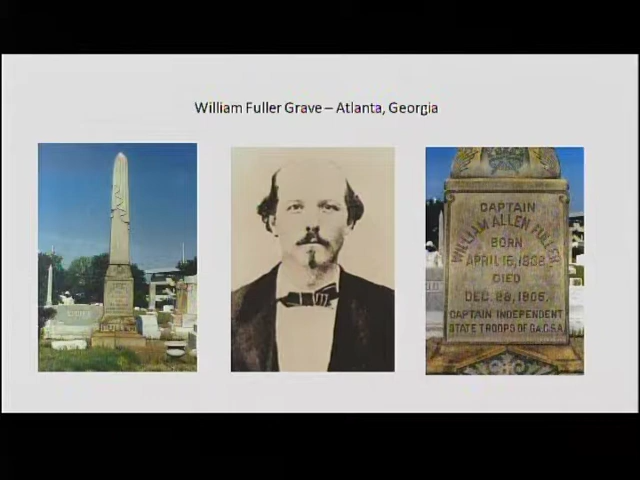 William Fuller Grave – Atlanta, Georgia
CAPTAIN
WILLIAM ALLEN FULLER,
BORN
APRIL 15, 1836
DIED
DEC. 28, 1905.
CAPTAIN INDEPENDENT
STATE TROOPS OF GA. C.S.A.